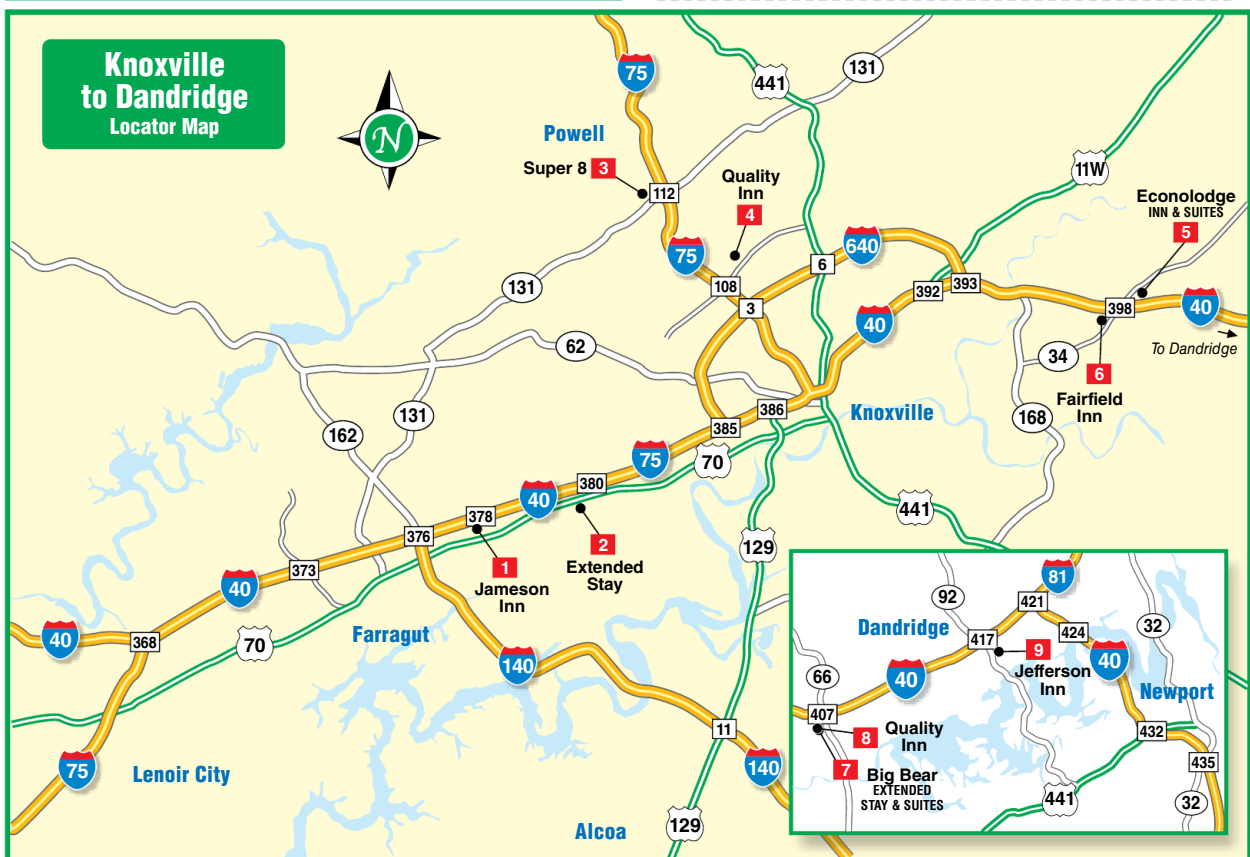 Knoxville
to Dandridge
Locator Map
N
75
441
131
Powell
Super 8 3
112
Quality
Inn
4
11W
Econolodge
INN & SUITES
5
75
640
6
108
3
392
393
398
40
40
To Dandridge
131
62
34
6
Fairfield
Inn
168
131
162
386
385
Knoxville
75
70
380
40
378
376
441
129
2
Extended
Stay
1
Jameson
Inn
373
40
40
368
70
Farragut
140
11
140
75
Lenoir City
Alcoa
129
81
92
421
32
Dandridge
417
424
9
Jefferson
Inn
40
66
40
Newport
407
8
Quality
Inn
432
7
Big Bear
EXTENDED
STAY & SUITES
435
441
32